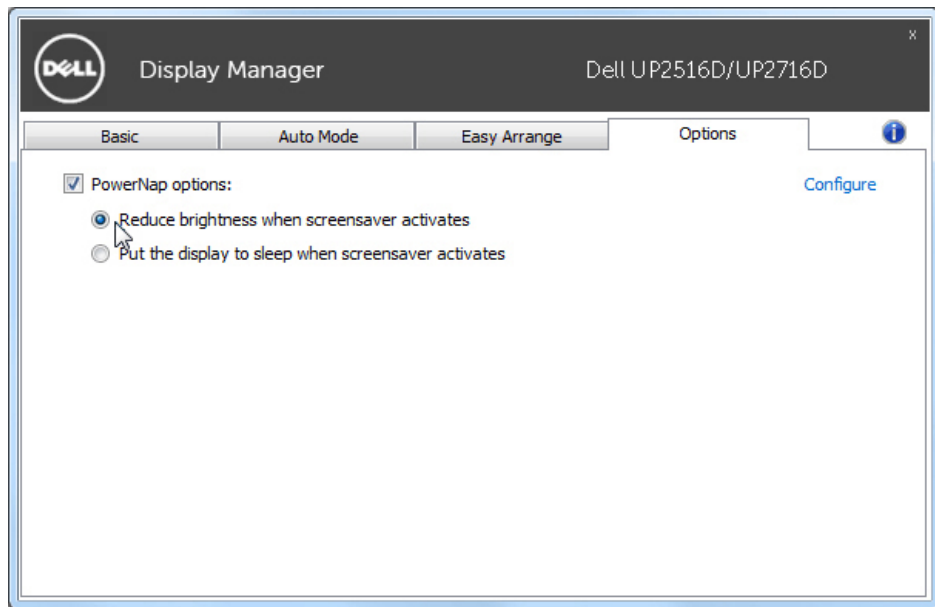 DELL
Display Manager
Dell UP2516D/UP2716D
x
Basic
Auto Mode
Easy Arrange
Options
i
PowerNap options:
Configure
Reduce brightness when screensaver activates
Put the display to sleep when screensaver activates